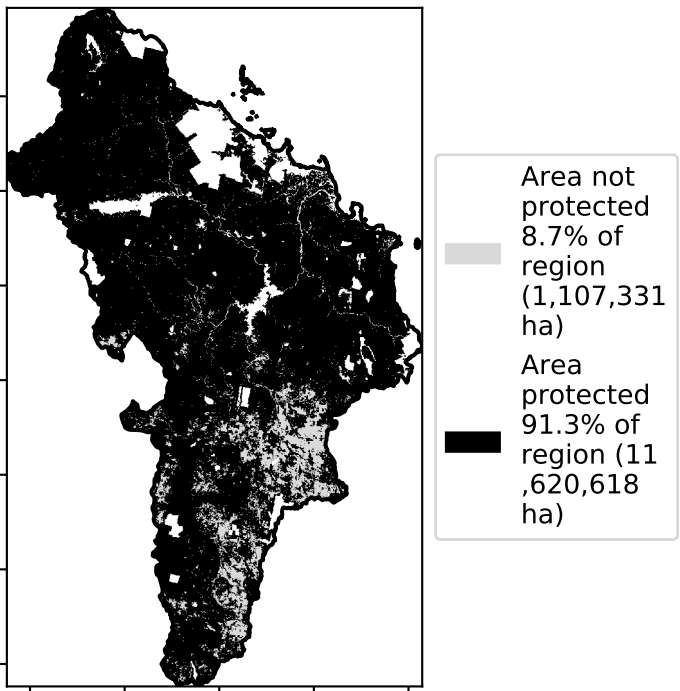 Area not
protected
8.7% of
region
(1,107,331
ha)
Area
protected
91.3% of
region (11
,620,618
ha)